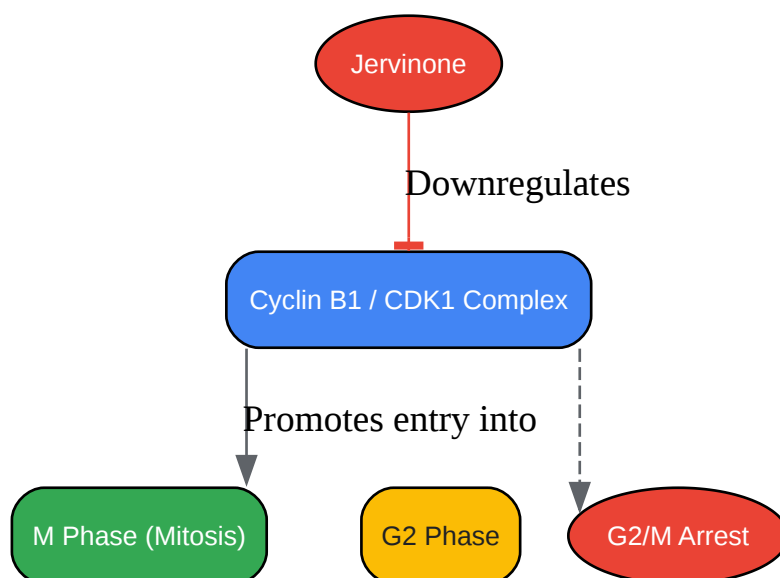 Jervinone
Downregulates
Cyclin B1 / CDK1 Complex
Promotes entry into
M Phase (Mitosis)
G2 Phase
G2/M Arrest